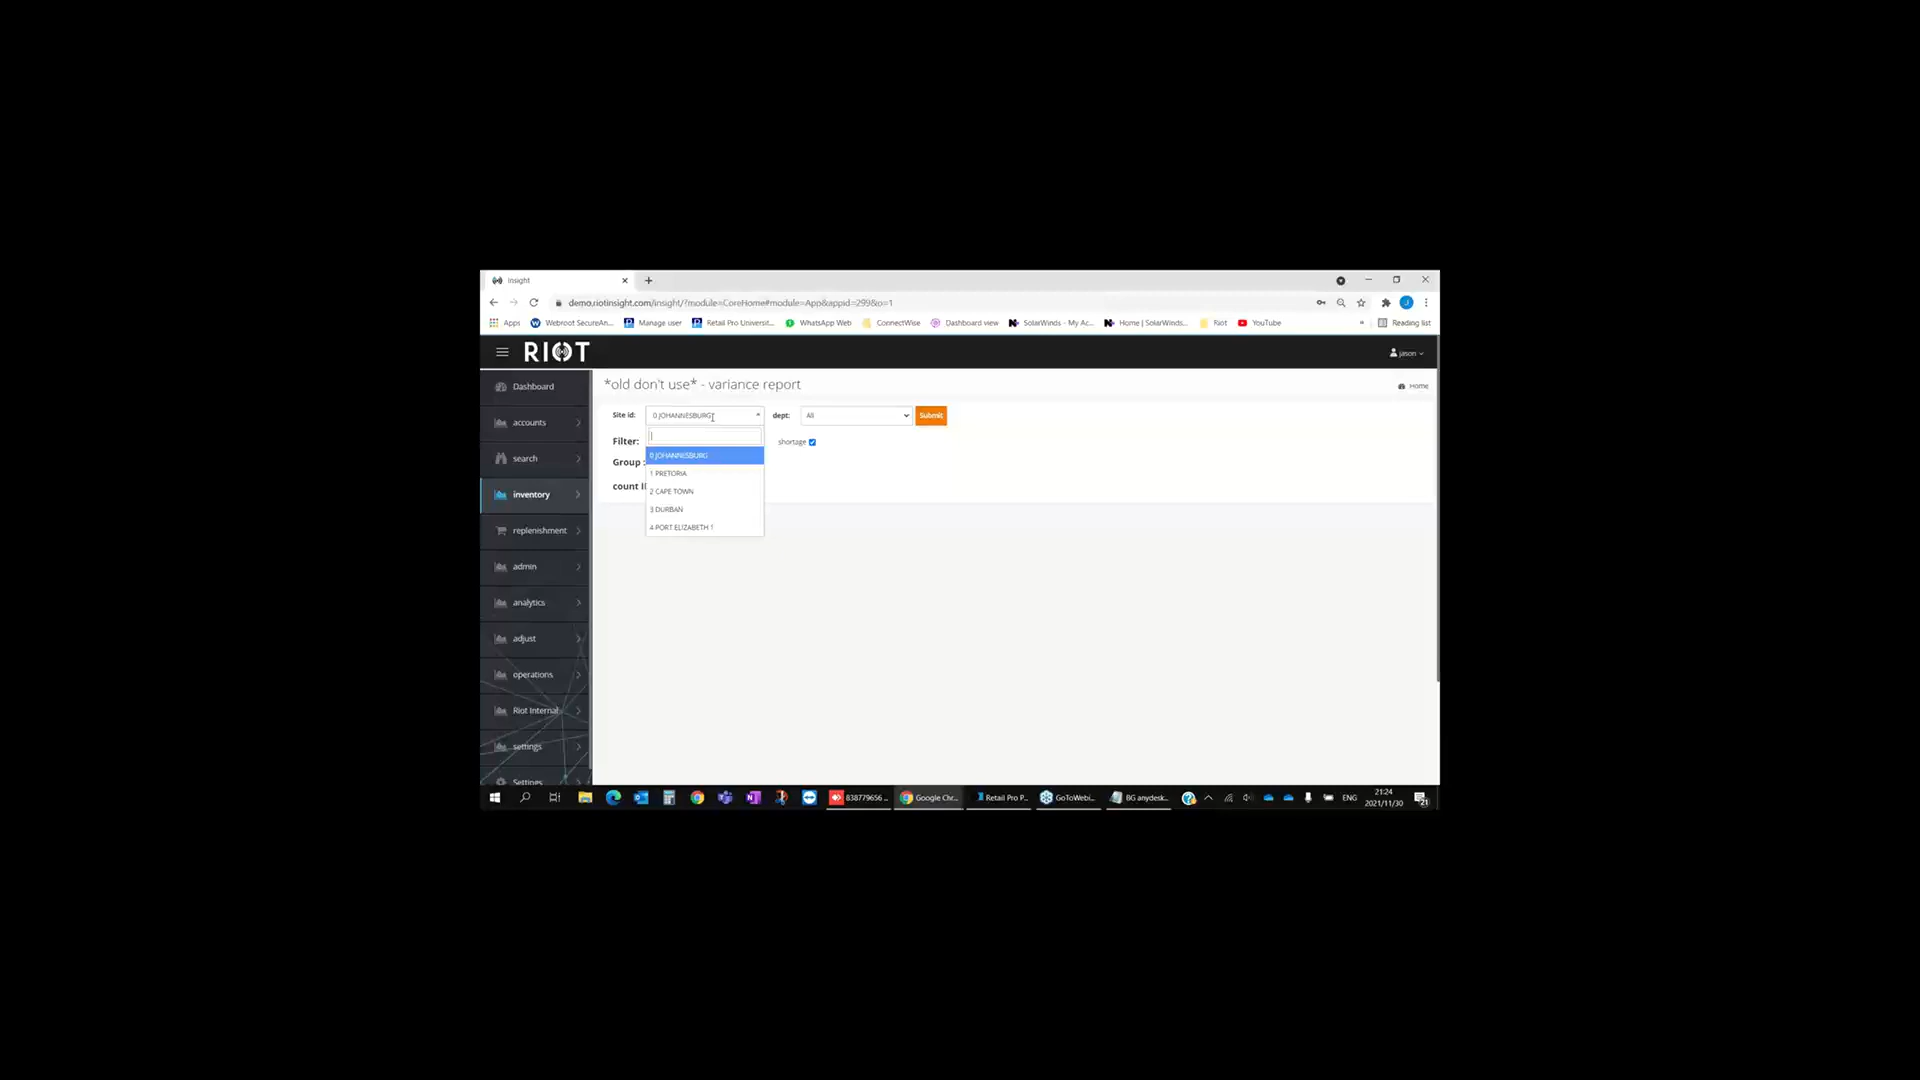 Insight
demo.riotinsight.com/insight/?module=CoreHome#module=App&appid=299&o=1
Apps Webroot SecureAn... Manage user Retail Pro Universit... WhatsApp Web ConnectWise Dashboard view SolarWinds - My Ac... Home | SolarWinds... Riot YouTube » Reading list
RIOT jason
Dashboard
accounts
search
inventory
replenishment
admin
analytics
adjust
operations
Riot Internal
settings
Settings
*old don't use* - variance report Home
Site id: 0 JOHANNESBURG dept: All Submit
Filter: shortage
0 JOHANNESBURG
Group :
1 PRETORIA
count
2 CAPE TOWN
3 DURBAN
4 PORT ELIZABETH 1
838779656 ... Google Chr... Retail Pro P... GoToWebi... BG anydesk... ENG 21:24
2021/11/30 21